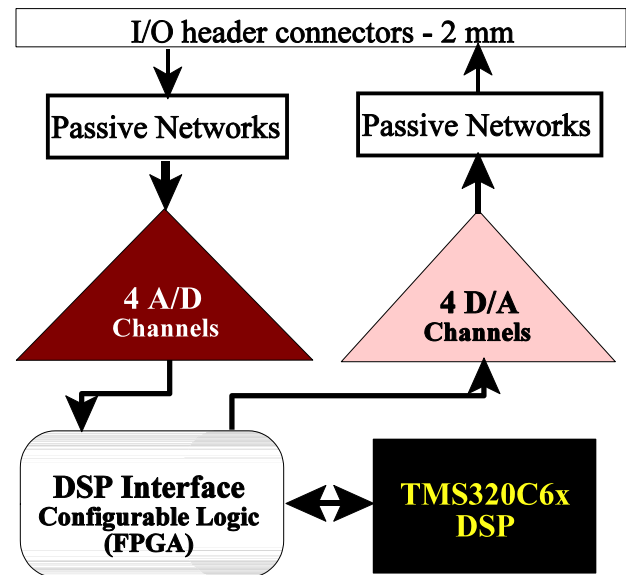 I/O header connectors - 2 mm
Passive Networks
Passive Networks
4 A/D
Channels
4 D/A
Channels
DSP Interface
Configurable Logic
(FPGA)
TMS320C6x
DSP